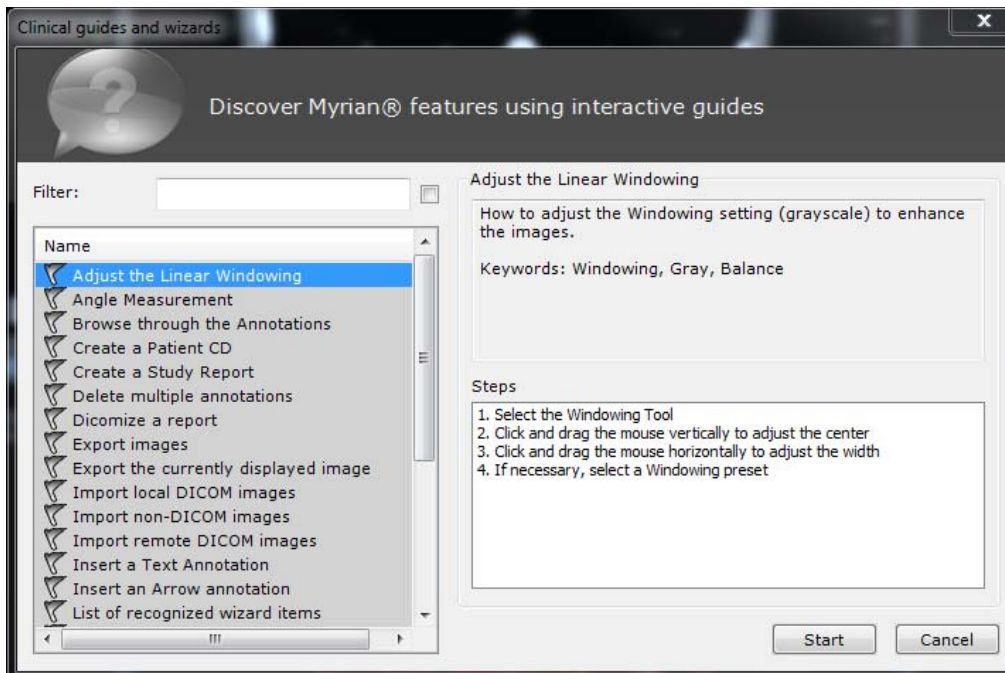 Clinical guides and wizards
X
Discover Myrian® features using interactive guides
Filter:
Name
Adjust the Linear Windowing
Angle Measurement
Browse through the Annotations
Create a Patient CD
Create a Study Report
Delete multiple annotations
Dicomize a report
Export images
Export the currently displayed image
Import local DICOM images
Import non-DICOM images
Import remote DICOM images
Insert a Text Annotation
Insert an Arrow annotation
List of recognized wizard items
Adjust the Linear Windowing
How to adjust the Windowing setting (grayscale) to enhance
the images.
Keywords: Windowing, Gray, Balance
Steps
1. Select the Windowing Tool
2. Click and drag the mouse vertically to adjust the center
3. Click and drag the mouse horizontally to adjust the width
4. If necessary, select a Windowing preset
Start
Cancel